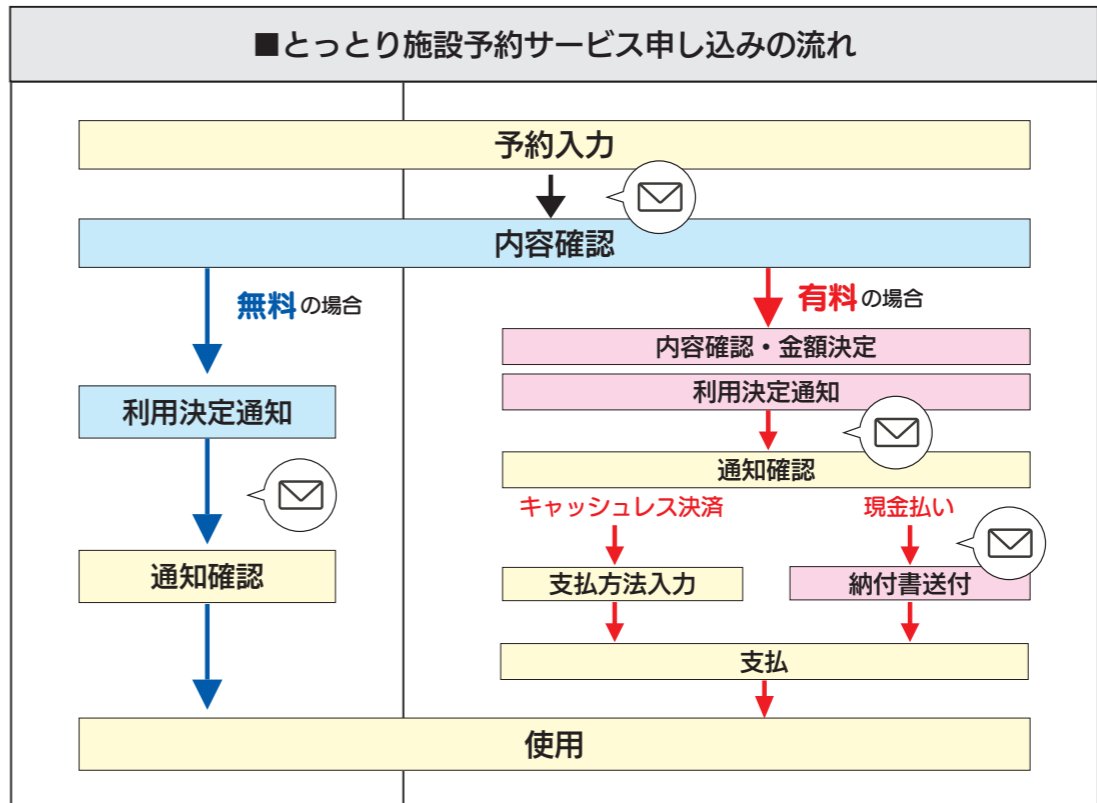 ■とっとり施設予約サービス申し込みの流れ
予約入力
内容確認
無料の場合
利用決定通知
通知確認
有料の場合
内容確認・金額決定
利用決定通知
通知確認
キャッシュレス決済
現金払い
支払方法入力
納付書送付
支払
使用